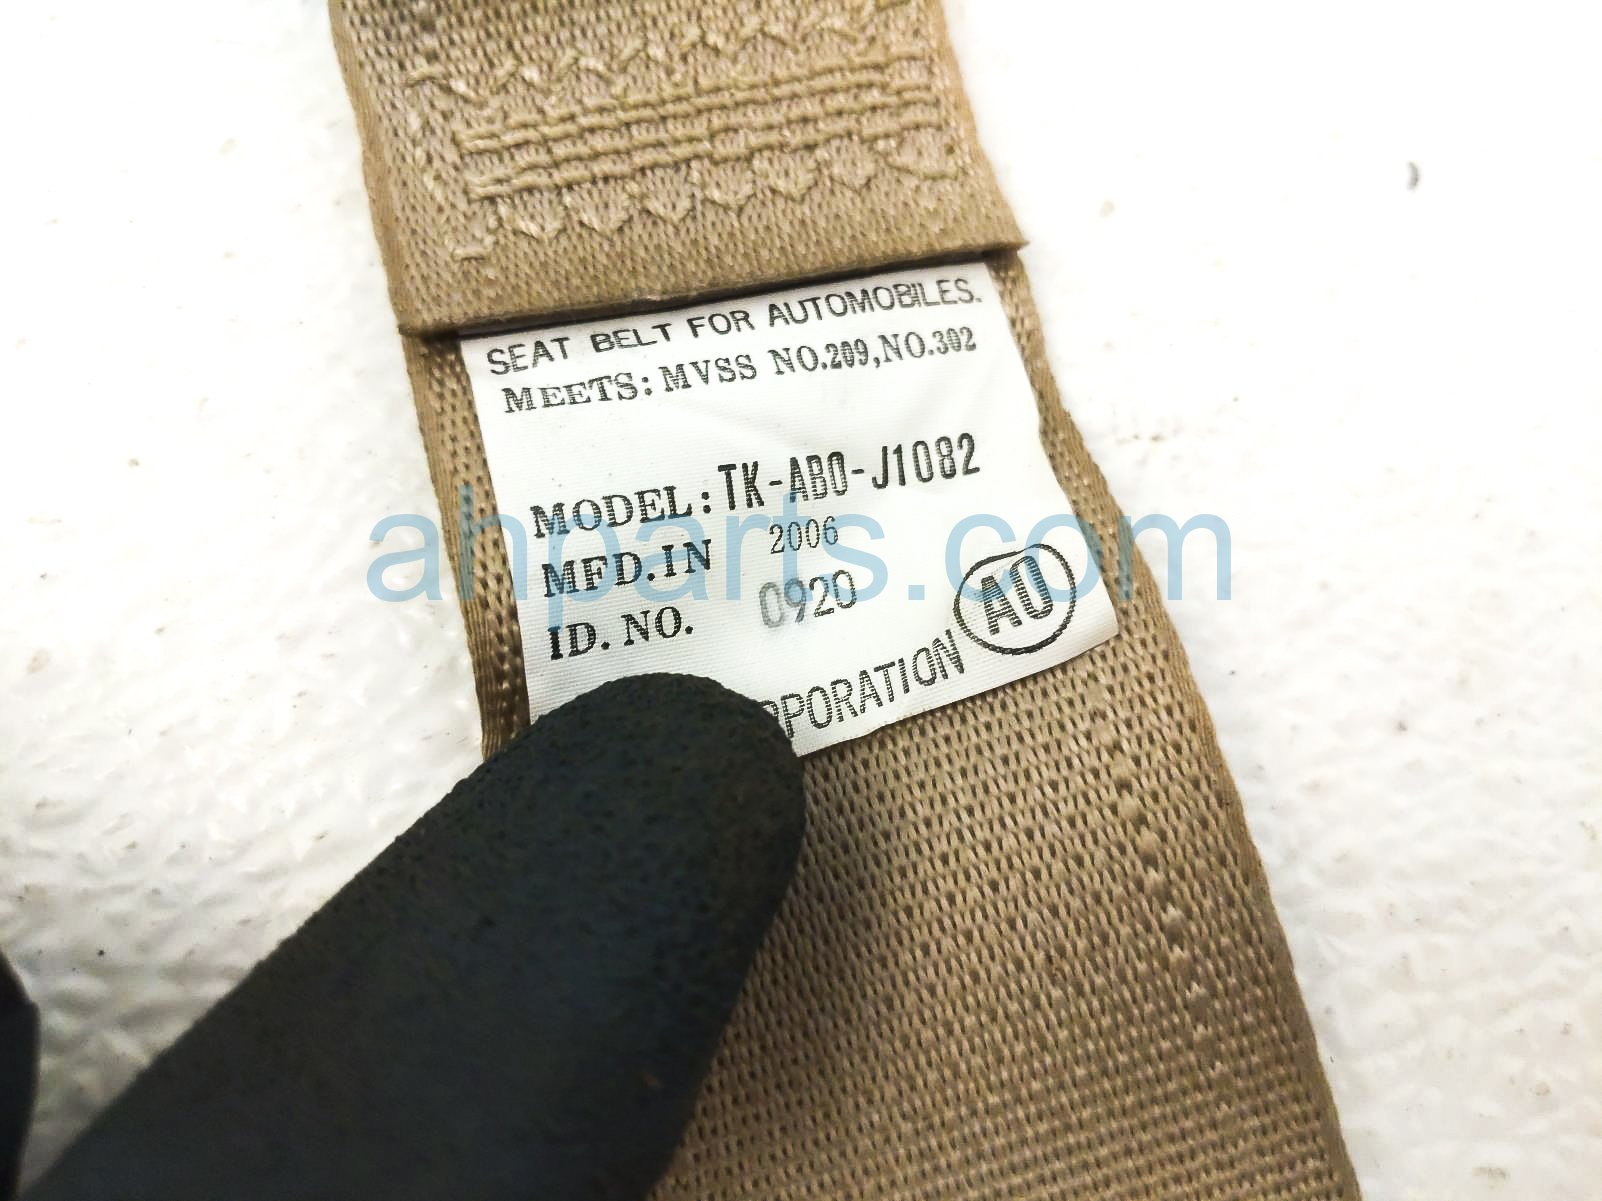 SEAT BELT FOR AUTOMOBILES.
MEETS: MVSS NO.209,NO.302
MODEL: TK-AB0-J1082
MFD.IN 2006
ID. NO. 0920
AO
ahparts.com